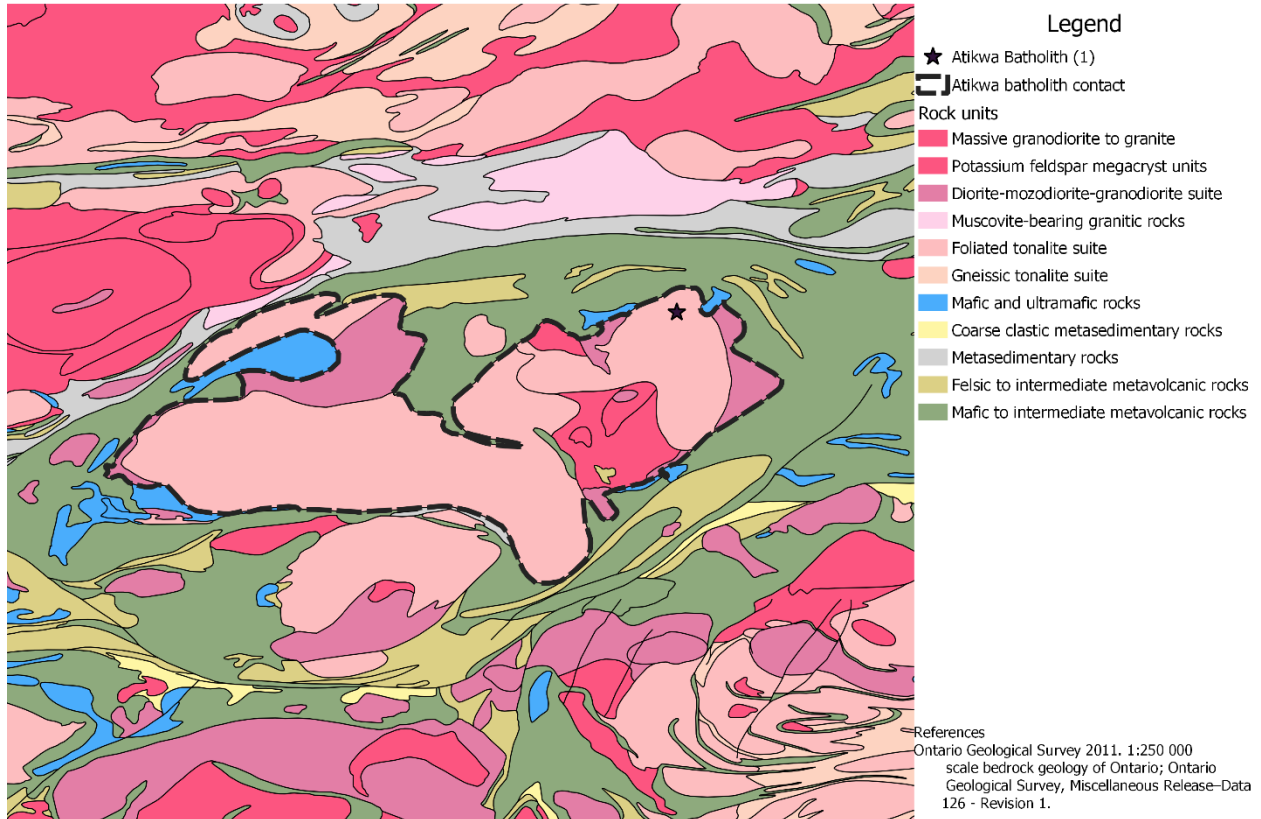 Legend
Atikwa Batholith (1)
Atikwa batholith contact
Rock units
Massive granodiorite to granite
Potassium feldspar megacryst units
Diorite-mozodiorite-granodiorite suite
Muscovite-bearing granitic rocks
Foliated tonalite suite
Gneissic tonalite suite
Mafic and ultramafic rocks
Coarse clastic metasedimentary rocks
Metasedimentary rocks
Felsic to intermediate metavolcanic rocks
Mafic to intermediate metavolcanic rocks
References
Ontario Geological Survey 2011. 1:250 000
scale bedrock geology of Ontario; Ontario
Geological Survey, Miscellaneous Release–Data
126 - Revision 1.